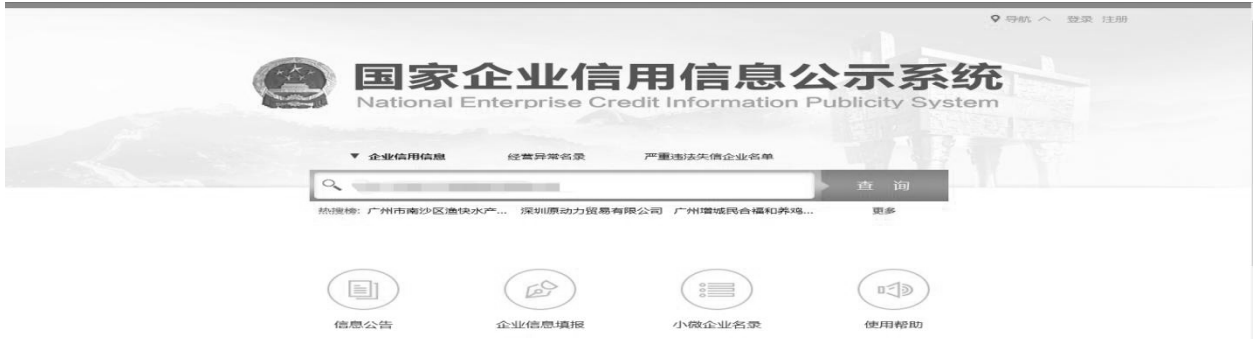 导航 登录 注册
国家企业信用信息公示系统
National Enterprise Credit Information Publicity System
企业信用信息 经营异常名录 严重违法失信企业名单
查 询
热搜榜: 广州市南沙区渔快水产... 深圳原动力贸易有限公司 广州增城民合福和养鸡... 更多
信息公告 企业信息填报 小微企业名录 使用帮助